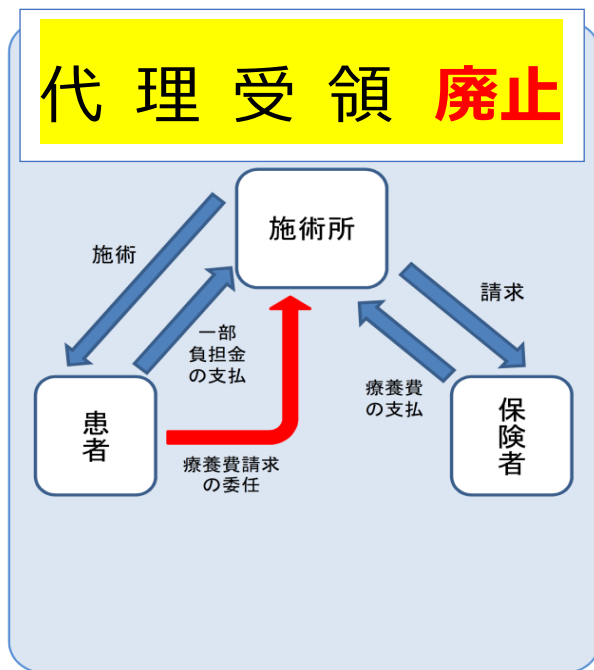 代理受領 廃止
施術所
施術
請求
一部
負担金
の支払
療養費
の支払
患者
保険者
療養費請求
の委任